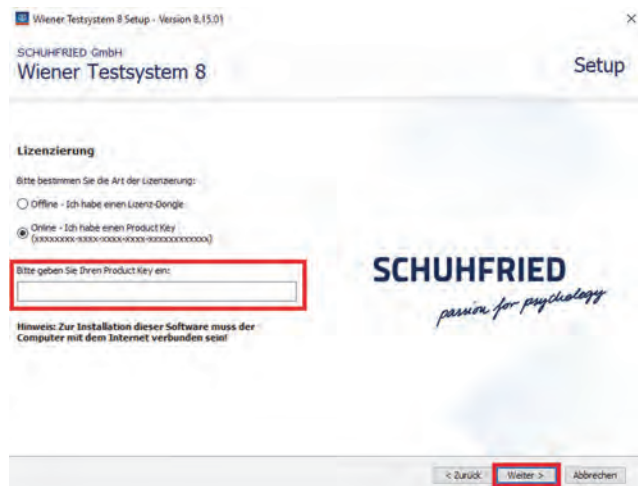 Wiener Testsystem 8 Setup - Version 8.15.01
SCHUHFRIED GmbH
Wiener Testsystem 8
Setup
Lizenzierung
Bitte bestimmen Sie die Art der Lizenzierung:
Offline - Ich habe einen Lizenz-Dongle
Online - Ich habe einen Product Key
(xxxxxxxx-xxxx-xxxx-xxxx-xxxxxxxxxxxx)
Bitte geben Sie Ihren Product Key ein:
Hinweis: Zur Installation dieser Software muss der
Computer mit dem Internet verbunden sein!
SCHUHFRIED
passion for psychology
< Zurück
Weiter >
Abbrechen